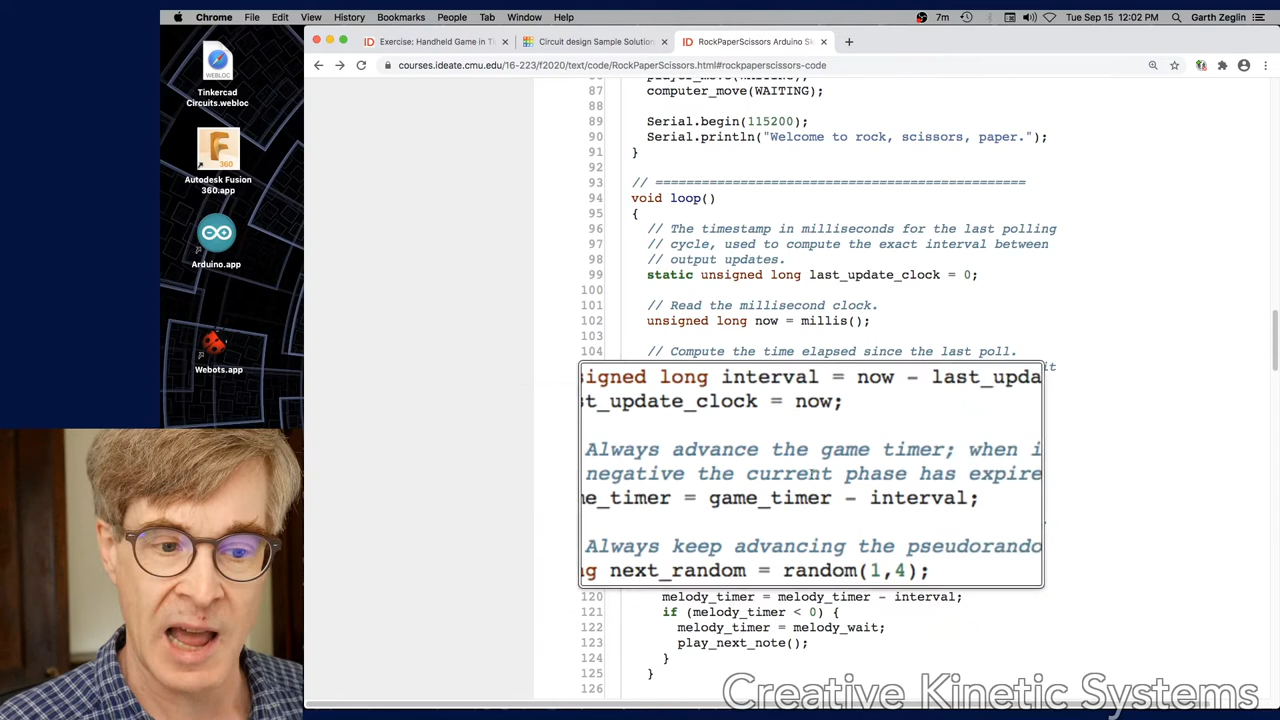 Chrome File Edit View History Bookmarks People Tab Window Help
7m Tue Sep 15 12:02 PM Garth Zeglin
Exercise: Handheld Game in Ti
Circuit design Sample Solution
RockPaperScissors Arduino Sk
courses.ideate.cmu.edu/16-223/f2020/text/code/RockPaperScissors.html#rockpaperscissors-code
WEBLOC
Tinkercad
Circuits.webloc
360
Autodesk Fusion
360.app
Arduino.app
Webots.app
87 computer_move(WAITING);
88
89 Serial.begin(115200);
90 Serial.println("Welcome to rock, scissors, paper.");
91 }
92
93 // ================================================
94 void loop()
95 {
96 // The timestamp in milliseconds for the last polling
97 // cycle, used to compute the exact interval between
98 // output updates.
99 static unsigned long last_update_clock = 0;
100
101 // Read the millisecond clock.
102 unsigned long now = millis();
103
104 // Compute the time elapsed since the last poll.
it
signed long interval = now - last_upda
st_update_clock = now;
Always advance the game timer; when i
negative the current phase has expire
me_timer = game_timer - interval;
Always keep advancing the pseudorando
ng next_random = random(1,4);
120 melody_timer = melody_timer - interval;
121 if (melody_timer < 0) {
122 melody_timer = melody_wait;
123 play_next_note();
124 }
125 }
126
Creative Kinetic Systems